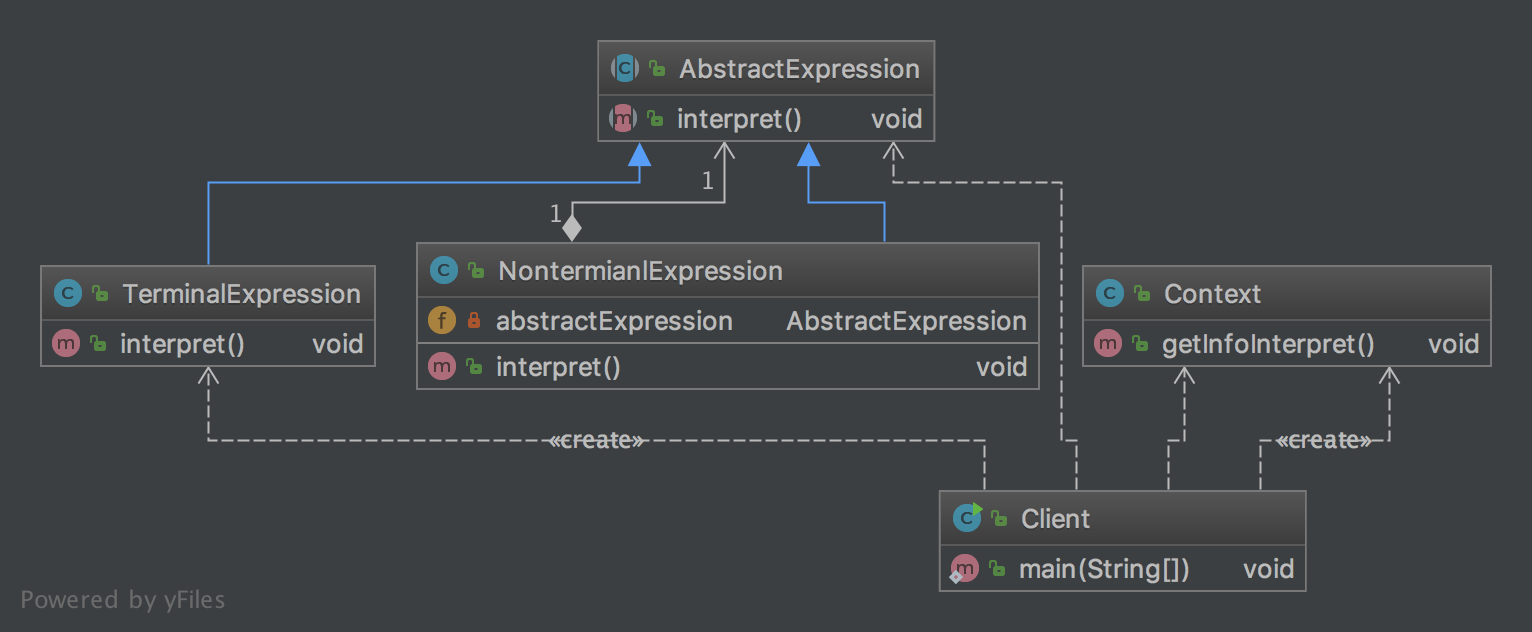 AbstractExpression
interpret() void
1
1
NontermianlExpression
abstractExpression AbstractExpression
interpret() void
TerminalExpression
interpret() void
Context
getInfoInterpret() void
«create»
«create»
Client
main(String[]) void
Powered by yFiles